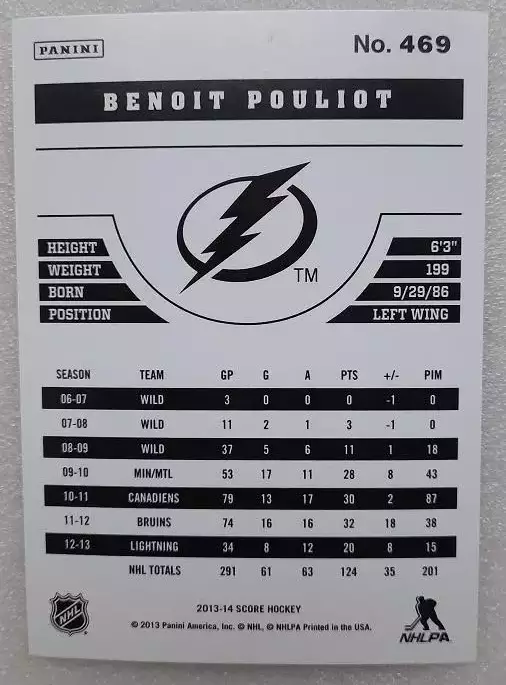 PANINI No. 469
BENOIT POULIOT
TM
HEIGHT 6'3"
WEIGHT 199
BORN 9/29/86
POSITION LEFT WING
SEASON TEAM GP G A PTS +/- PIM
06-07 WILD 3 0 0 0 -1 0
07-08 WILD 11 2 1 3 -1 0
08-09 WILD 37 5 6 11 1 18
09-10 MIN/MTL 53 17 11 28 8 43
10-11 CANADIENS 79 13 17 30 2 87
11-12 BRUINS 74 16 16 32 18 38
12-13 LIGHTNING 34 8 12 20 8 15
NHL TOTALS 291 61 63 124 35 201
NHL
2013-14 SCORE HOCKEY
© 2013 Panini America, Inc. © NHL, © NHLPA Printed in the USA.
NHLPA